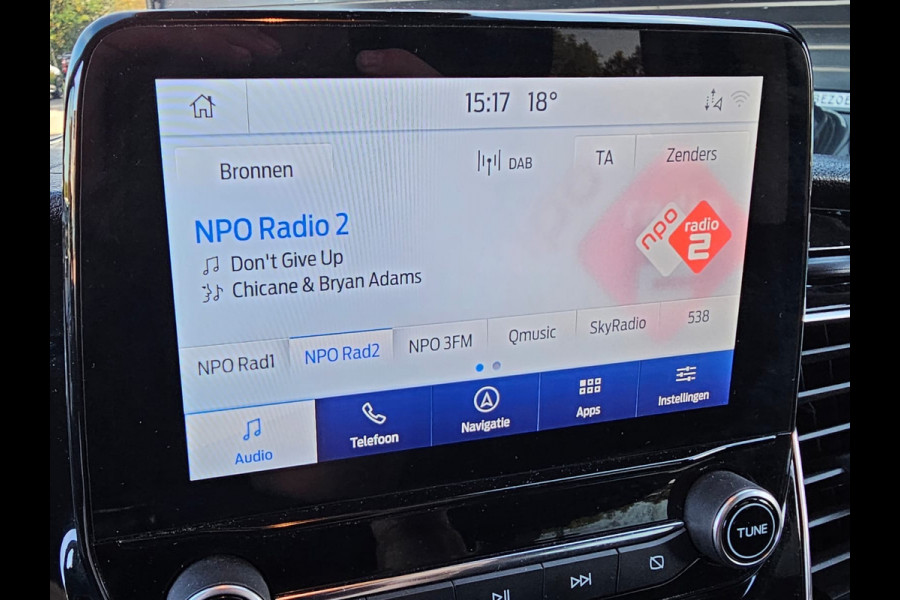 15:17 18°
Bronnen
DAB
TA
Zenders
NPO Radio 2
Don't Give Up
Chicane & Bryan Adams
npo radio 2
NPO Rad1
NPO Rad2
NPO 3FM
Qmusic
SkyRadio
538
Audio
Telefoon
Navigatie
Apps
Instellingen
TUNE